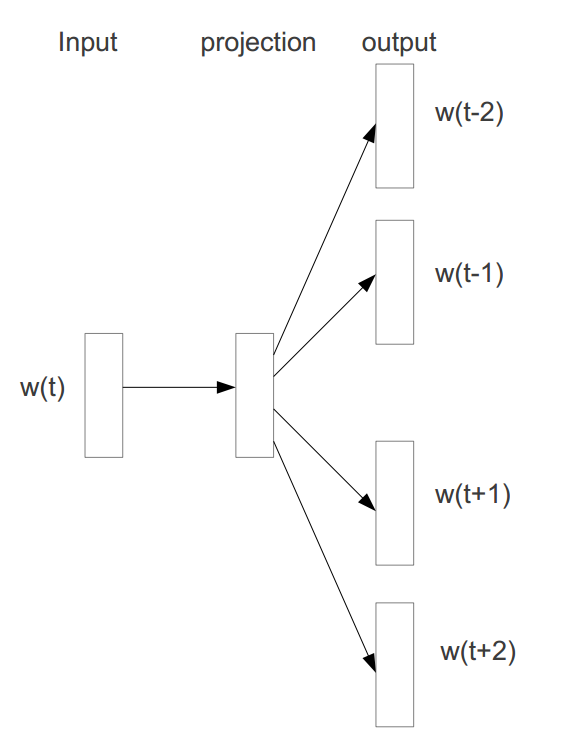 Input projection output
w(t-2)
w(t-1)
w(t)
w(t+1)
w(t+2)